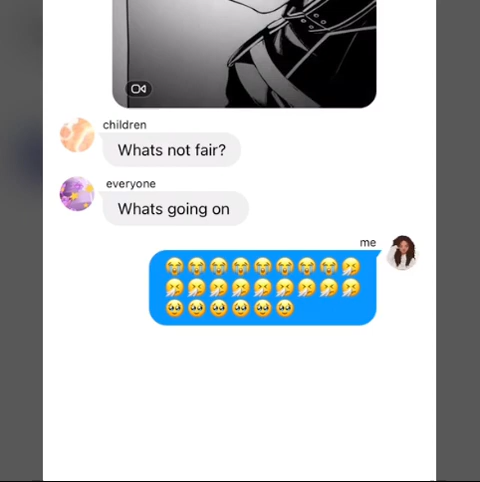 children
Whats not fair?
everyone
Whats going on
me
😭😭😭😭😭😭😭😭🤧
🤧🤧🤧🤧🤧🤧🤧🤧🤧
🥹🥹🥹🥹🥹🥹